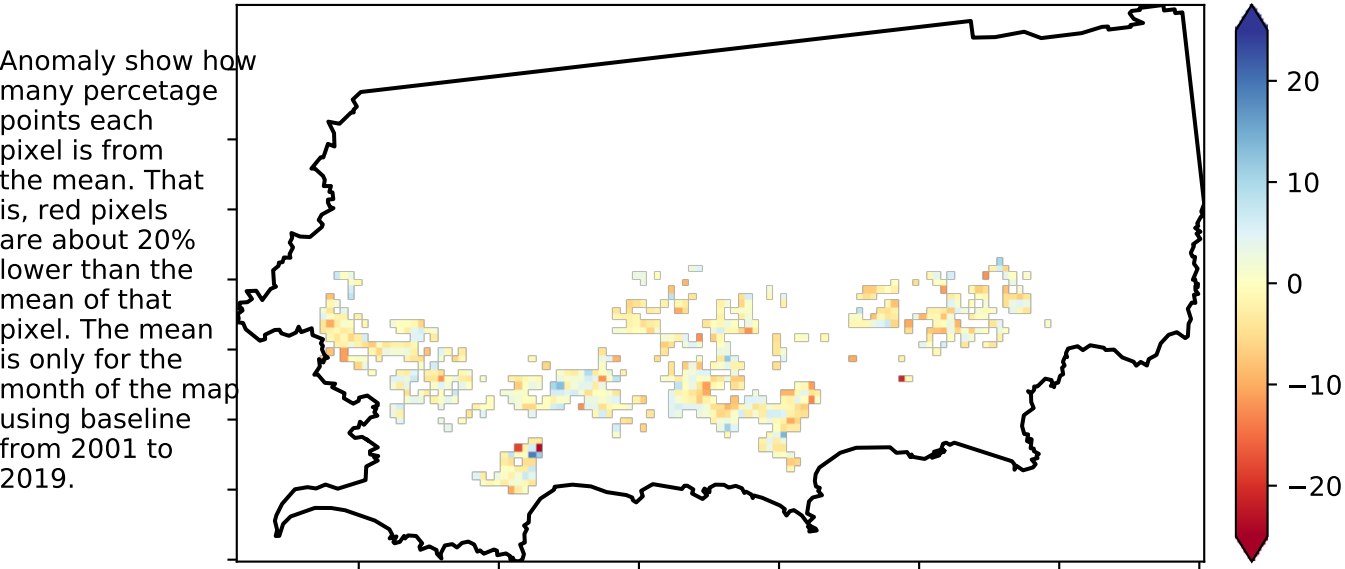 Anomaly show how
many percetage
points each
pixel is from
the mean. That
is, red pixels
are about 20%
lower than the
mean of that
pixel. The mean
is only for the
month of the map
using baseline
from 2001 to
2019.
20
10
0
−10
−20